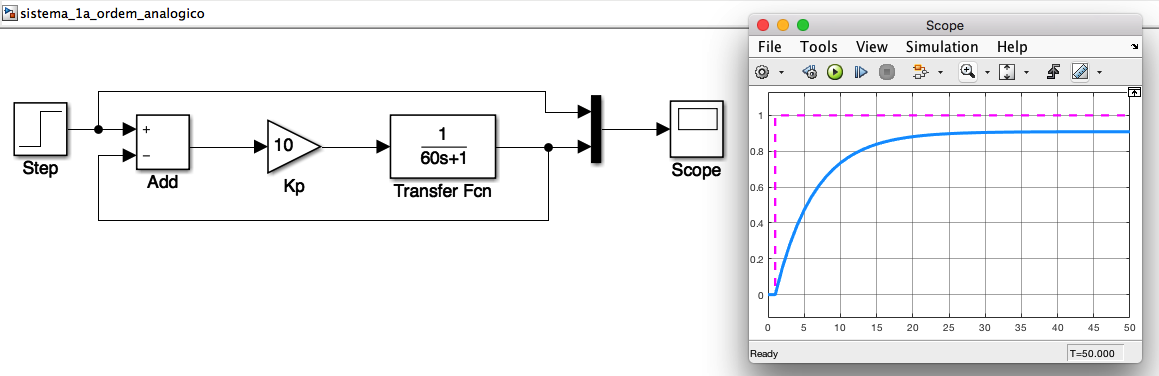 sistema_1a_ordem_analogico
Step
+
−
Add
10
Kp
1
60s+1
Transfer Fcn
Scope
Scope
File Tools View Simulation Help
1
0.8
0.6
0.4
0.2
0
0 5 10 15 20 25 30 35 40 45 50
Ready T=50.000